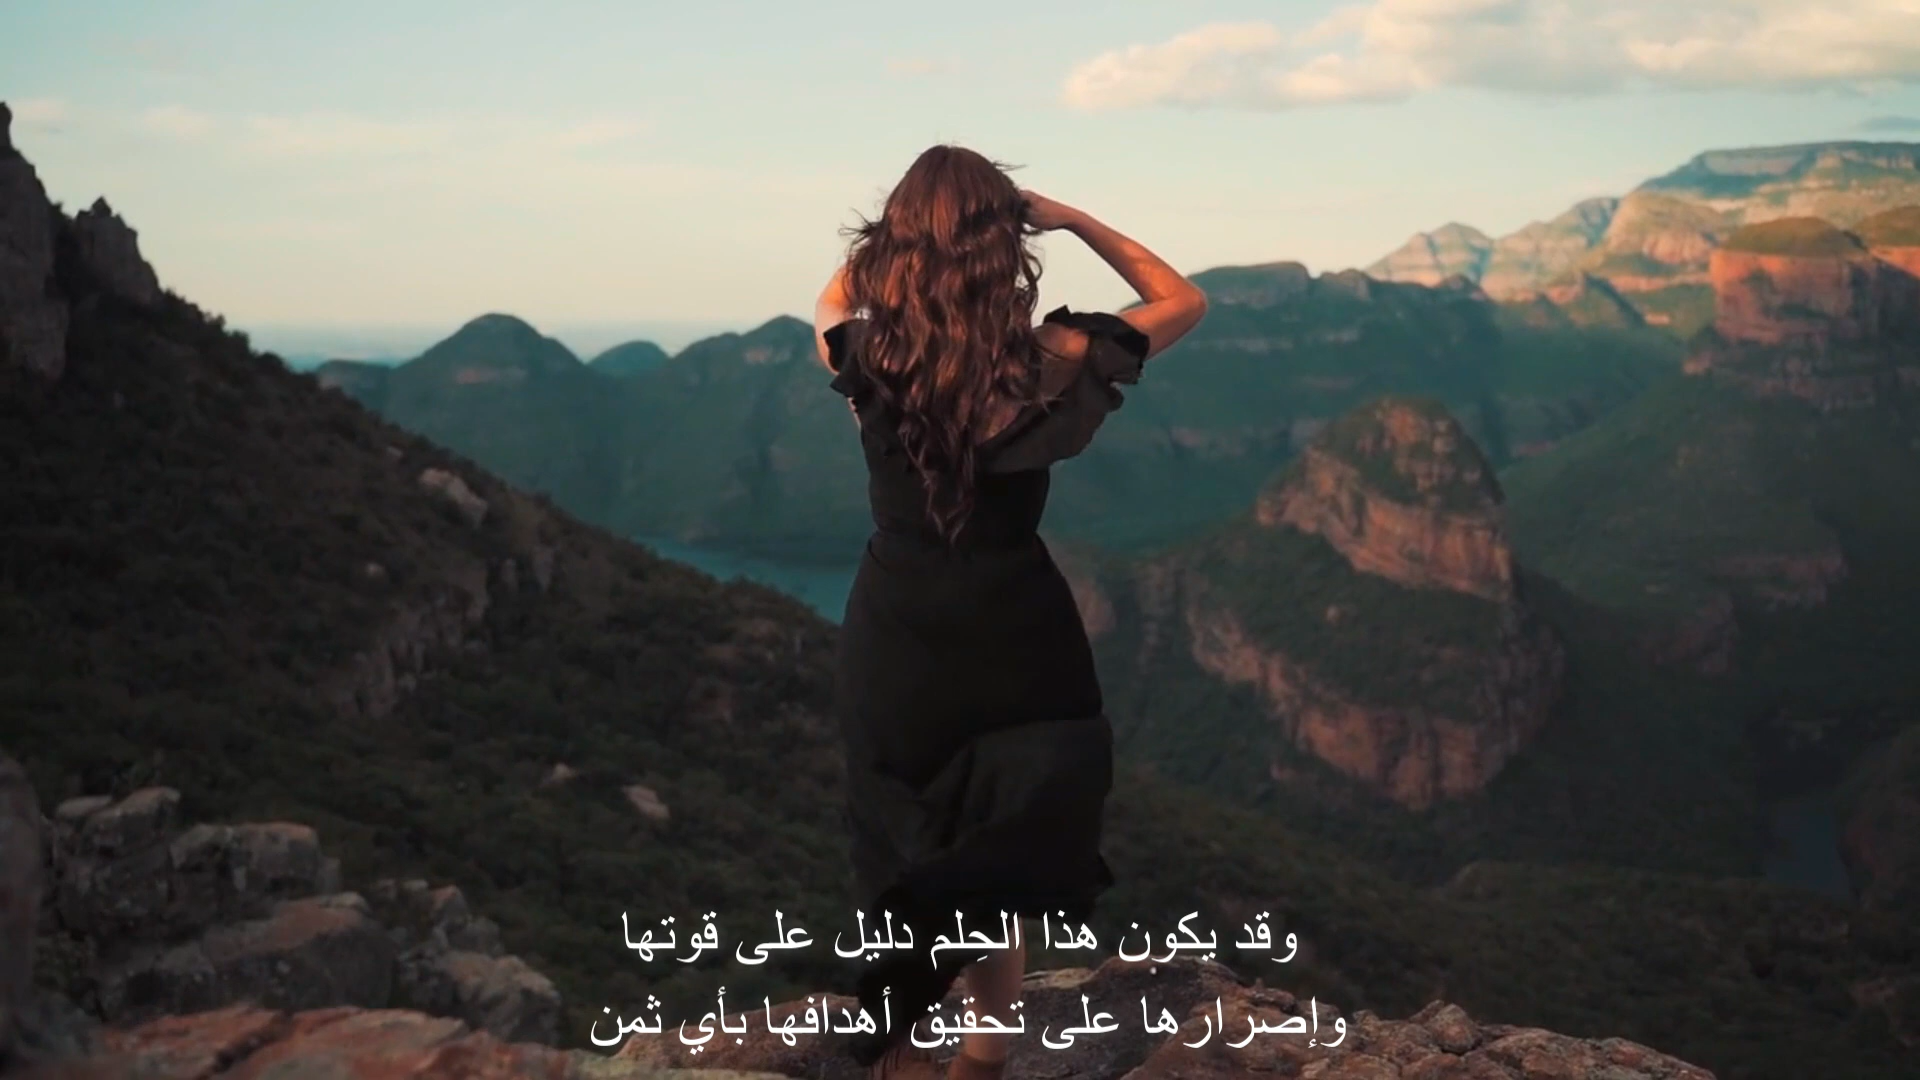 وقد يكون هذا الحِلم دليل على قوتها
وإصرارها على تحقيق أهدافها بأي ثمن